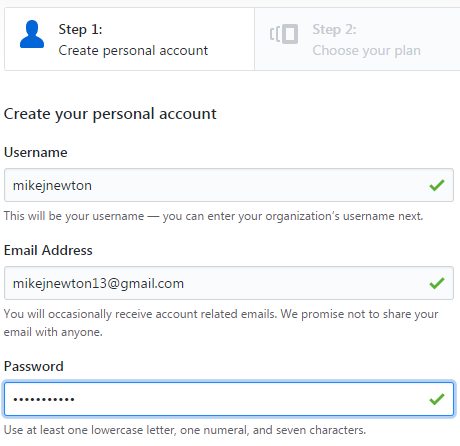 Step 1:
Create personal account
Step 2:
Choose your plan
Create your personal account
Username
mikejnewton
This will be your username — you can enter your organization's username next.
Email Address
mikejnewton13@gmail.com
You will occasionally receive account related emails. We promise not to share your
email with anyone.
Password
•••••••••••
Use at least one lowercase letter, one numeral, and seven characters.